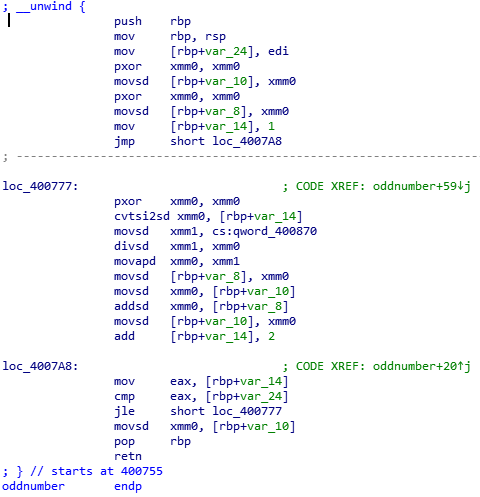 ; __unwind {
push rbp
mov rbp, rsp
mov [rbp+var_24], edi
pxor xmm0, xmm0
movsd [rbp+var_10], xmm0
pxor xmm0, xmm0
movsd [rbp+var_8], xmm0
mov [rbp+var_14], 1
jmp short loc_4007A8
; ---------------------------------------------------------------------------
loc_400777: ; CODE XREF: oddnumber+59↓j
pxor xmm0, xmm0
cvtsi2sd xmm0, [rbp+var_14]
movsd xmm1, cs:qword_400870
divsd xmm1, xmm0
movapd xmm0, xmm1
movsd [rbp+var_8], xmm0
movsd xmm0, [rbp+var_10]
addsd xmm0, [rbp+var_8]
movsd [rbp+var_10], xmm0
add [rbp+var_14], 2
loc_4007A8: ; CODE XREF: oddnumber+20↑j
mov eax, [rbp+var_14]
cmp eax, [rbp+var_24]
jle short loc_400777
movsd xmm0, [rbp+var_10]
pop rbp
retn
; } // starts at 400755
oddnumber endp